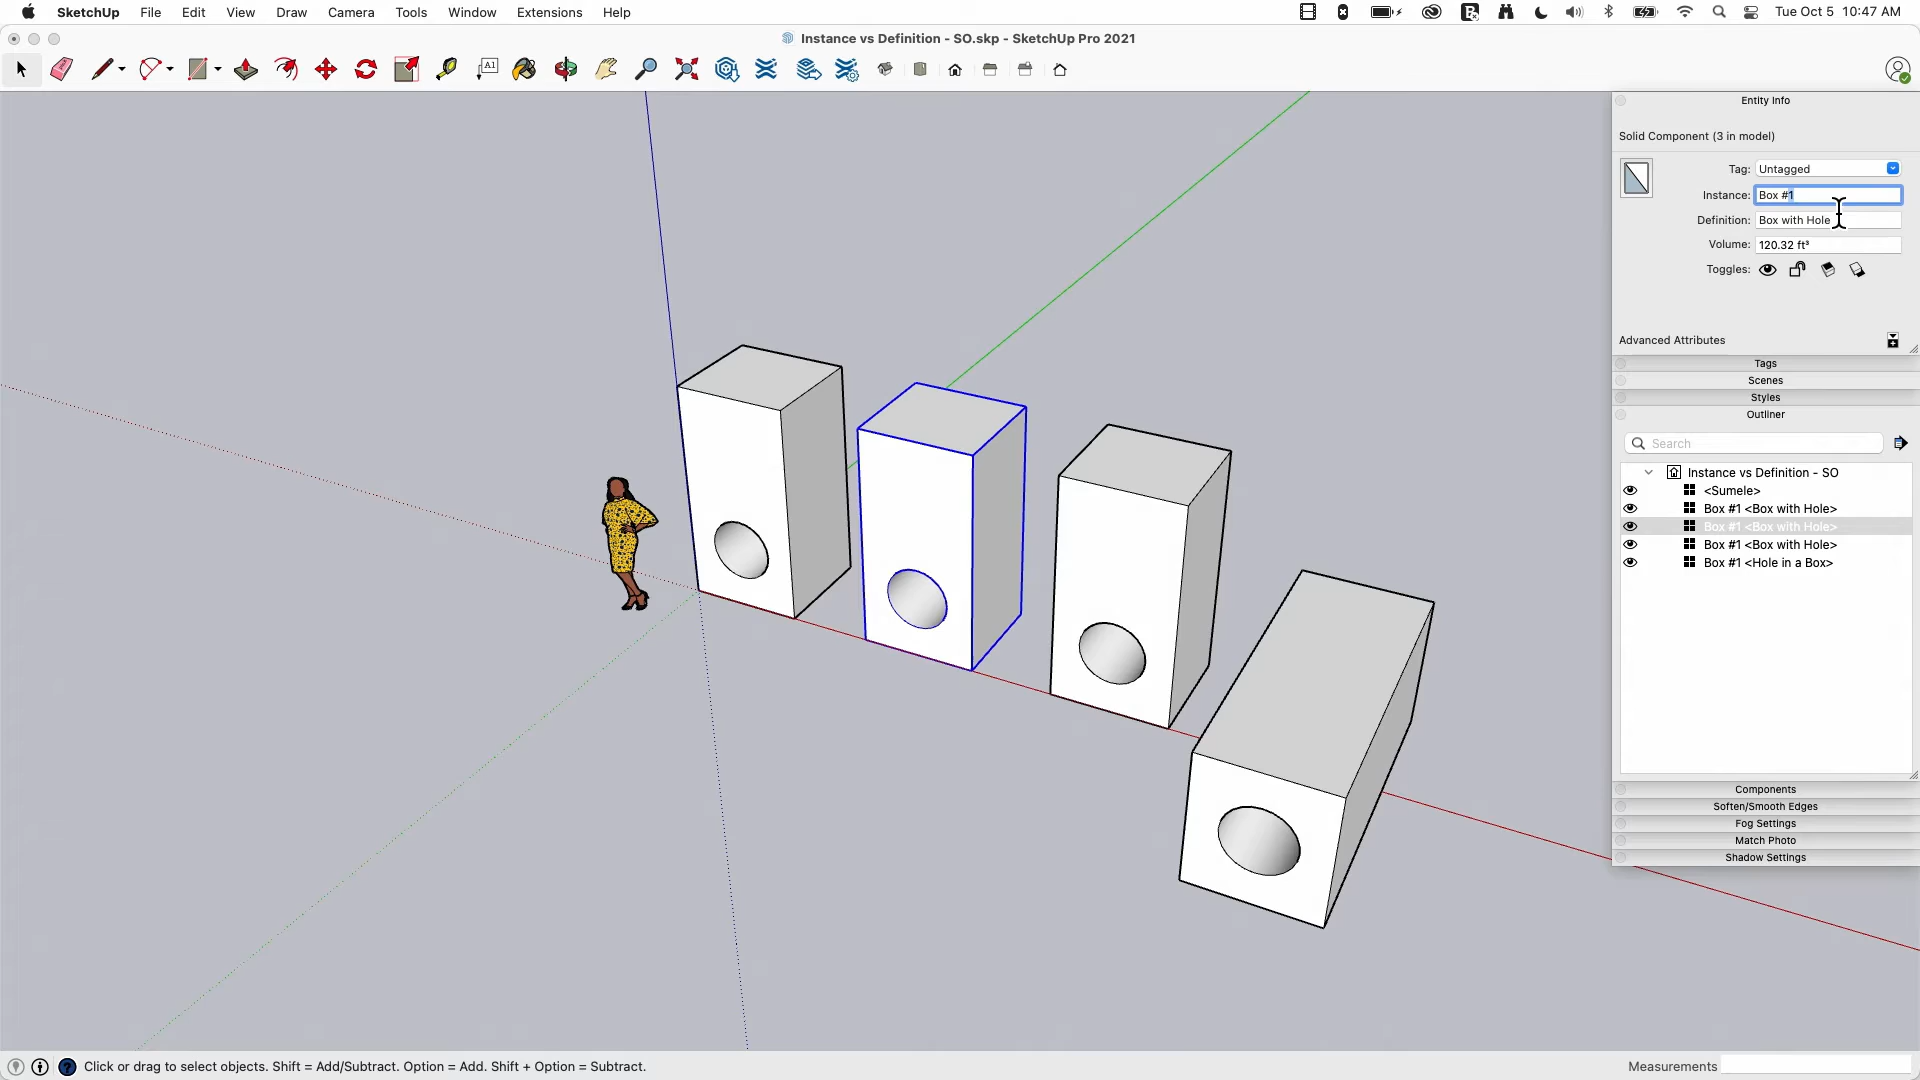 SketchUp File Edit View Draw Camera Tools Window Extensions Help Tue Oct 5 10:47 AM
Instance vs Definition - SO.skp - SketchUp Pro 2021
A1
Entity Info
Solid Component (3 in model)
Tag: Untagged
Instance: Box #1
Definition: Box with Hole
Volume: 120.32 ft³
Toggles:
Advanced Attributes
Tags
Scenes
Styles
Outliner
Search
Instance vs Definition - SO
<Sumele>
Box #1 <Box with Hole>
Box #1 <Box with Hole>
Box #1 <Box with Hole>
Box #1 <Hole in a Box>
Components
Soften/Smooth Edges
Fog Settings
Match Photo
Shadow Settings
Click or drag to select objects. Shift = Add/Subtract. Option = Add. Shift + Option = Subtract.
Measurements